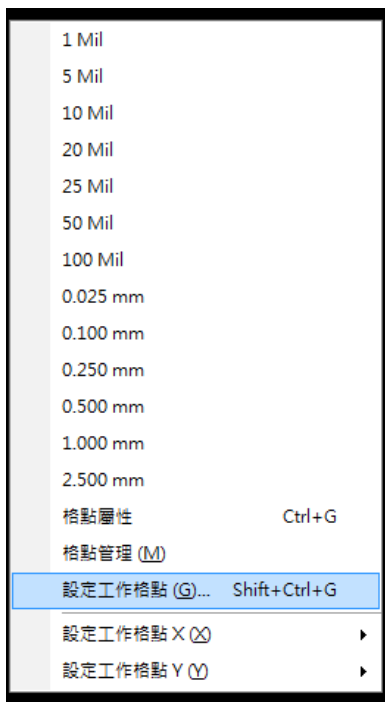 1 Mil
5 Mil
10 Mil
20 Mil
25 Mil
50 Mil
100 Mil
0.025 mm
0.100 mm
0.250 mm
0.500 mm
1.000 mm
2.500 mm
格點屬性 Ctrl+G
格點管理 (M)
設定工作格點 (G)... Shift+Ctrl+G
設定工作格點 X (X)
設定工作格點 Y (Y)